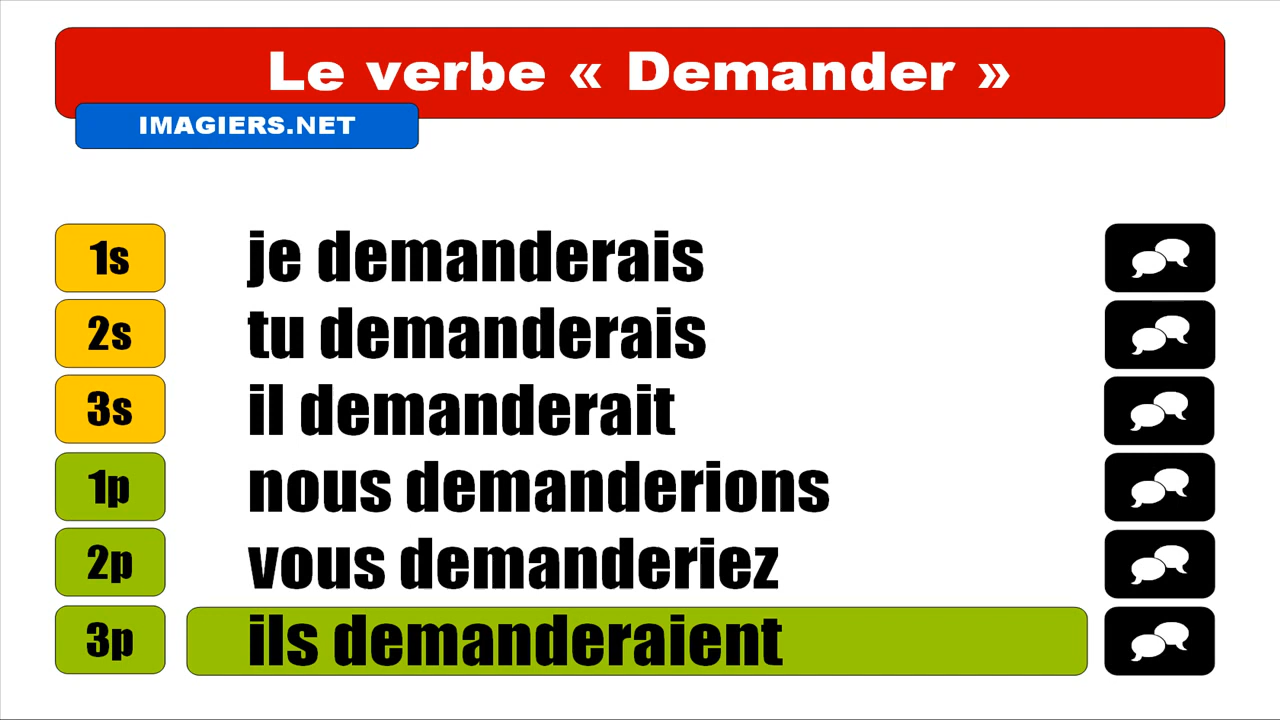 Le verbe « Demander »
IMAGIERS.NET
1s je demanderais
2s tu demanderais
3s il demanderait
1p nous demanderions
2p vous demanderiez
3p ils demanderaient